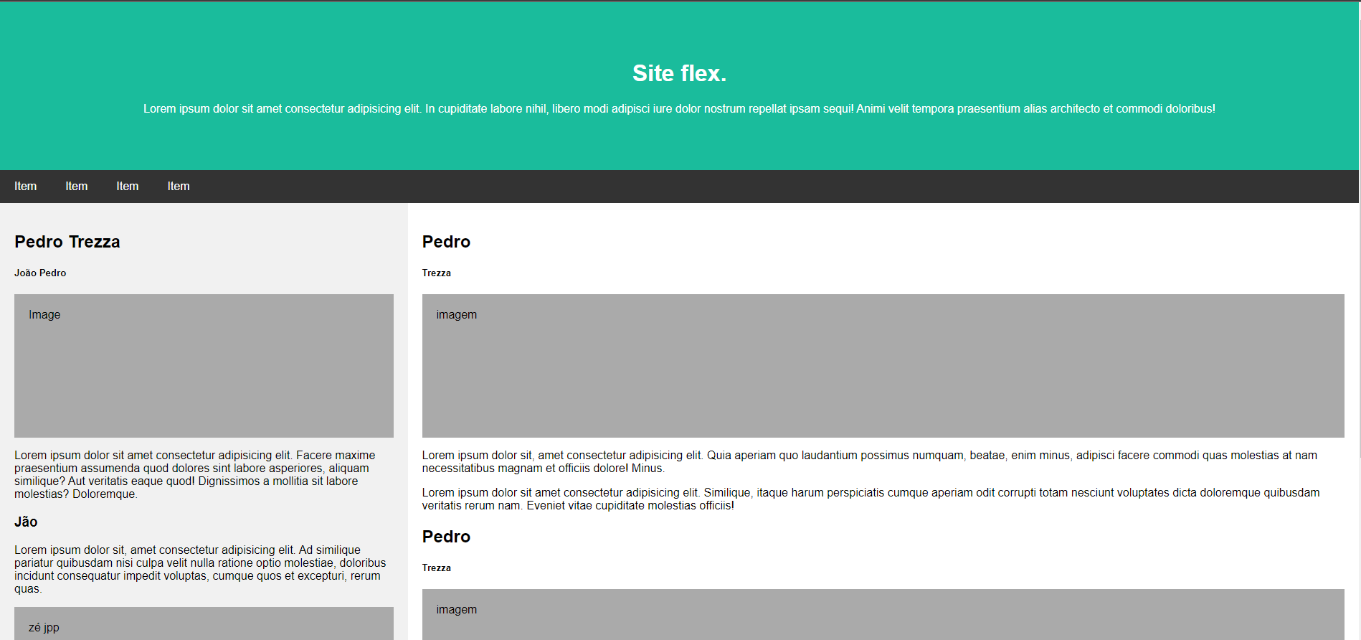 Site flex.
Lorem ipsum dolor sit amet consectetur adipisicing elit. In cupiditate labore nihil, libero modi adipisci iure dolor nostrum repellat ipsam sequi! Animi velit tempora praesentium alias architecto et commodi doloribus!
Item Item Item Item
Pedro Trezza
João Pedro
Image
Lorem ipsum dolor sit amet consectetur adipisicing elit. Facere maxime
praesentium assumenda quod dolores sint labore asperiores, aliquam
similique? Aut veritatis eaque quod! Dignissimos a mollitia sit labore
molestias? Doloremque.
Jão
Lorem ipsum dolor sit, amet consectetur adipisicing elit. Ad similique
pariatur quibusdam nisi culpa velit nulla ratione optio molestiae, doloribus
incidunt consequatur impedit voluptas, cumque quos et excepturi, rerum
quas.
zé jpp
Pedro
Trezza
imagem
Lorem ipsum dolor sit, amet consectetur adipisicing elit. Quia aperiam quo laudantium possimus numquam, beatae, enim minus, adipisci facere commodi quas molestias at nam
necessitatibus magnam et officiis dolore! Minus.
Lorem ipsum dolor sit amet consectetur adipisicing elit. Similique, itaque harum perspiciatis cumque aperiam odit corrupti totam nesciunt voluptates dicta doloremque quibusdam
veritatis rerum nam. Eveniet vitae cupiditate molestias officiis!
Pedro
Trezza
imagem